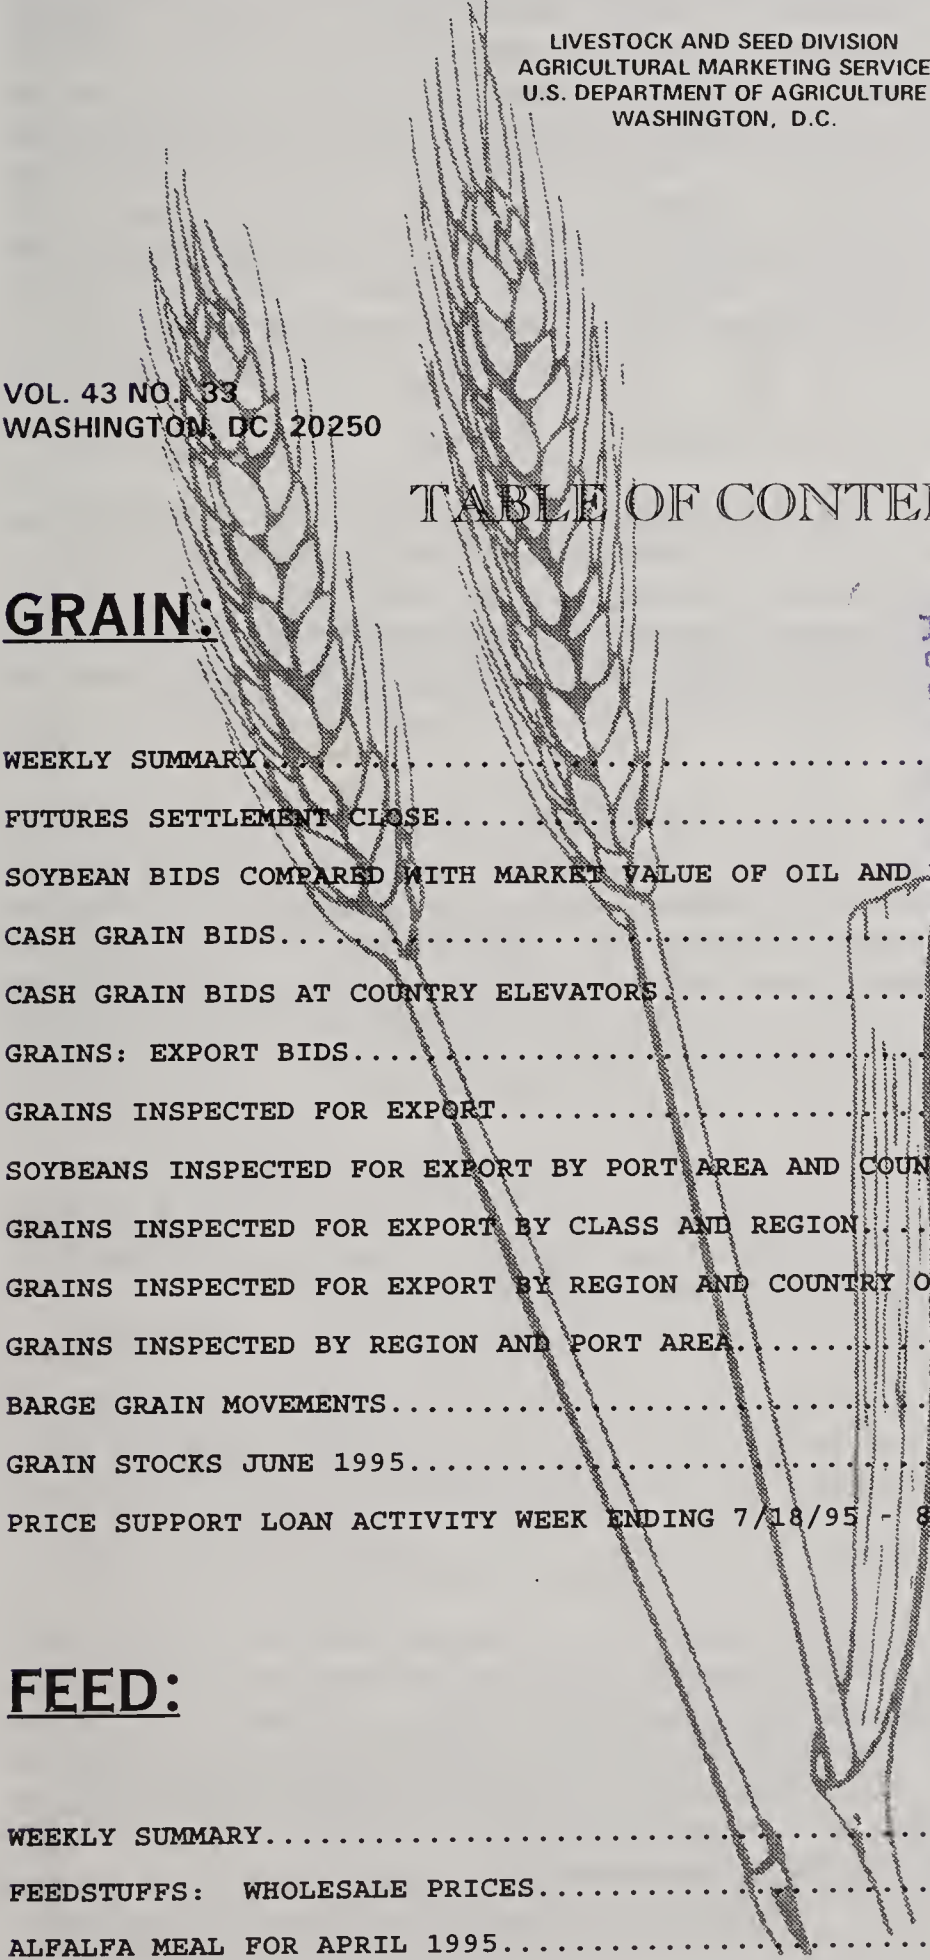 LIVESTOCK AND SEED DIVISION
AGRICULTURAL MARKETING SERVICE
U.S. DEPARTMENT OF AGRICULTURE
WASHINGTON, D.C.
VOL. 43 NO. 33
WASHINGTON, DC 20250
TABLE OF
GRAIN:
WEEKLY SUMMARY....................................
FUTURES SETTLEMENT CLOSE..........................
SOYBEAN BIDS COMPARED WITH MARKET VALUE OF OIL AND
CASH GRAIN BIDS...................................
CASH GRAIN BIDS AT COUNTRY ELEVATORS...............
GRAINS: EXPORT BIDS...............................
GRAINS INSPECTED FOR EXPORT.......................
SOYBEANS INSPECTED FOR EXPORT BY PORT AREA AND
GRAINS INSPECTED FOR EXPORT BY CLASS AND REGION....
GRAINS INSPECTED FOR EXPORT BY REGION AND COUNTRY
GRAINS INSPECTED BY REGION AND PORT AREA...........
BARGE GRAIN MOVEMENTS.............................
GRAIN STOCKS JUNE 1995............................
PRICE SUPPORT LOAN ACTIVITY WEEK ENDING 7/18/95 - 8
FEED:
WEEKLY SUMMARY....................................
FEEDSTUFFS: WHOLESALE PRICES......................
ALFALFA MEAL FOR APRIL 1995.......................